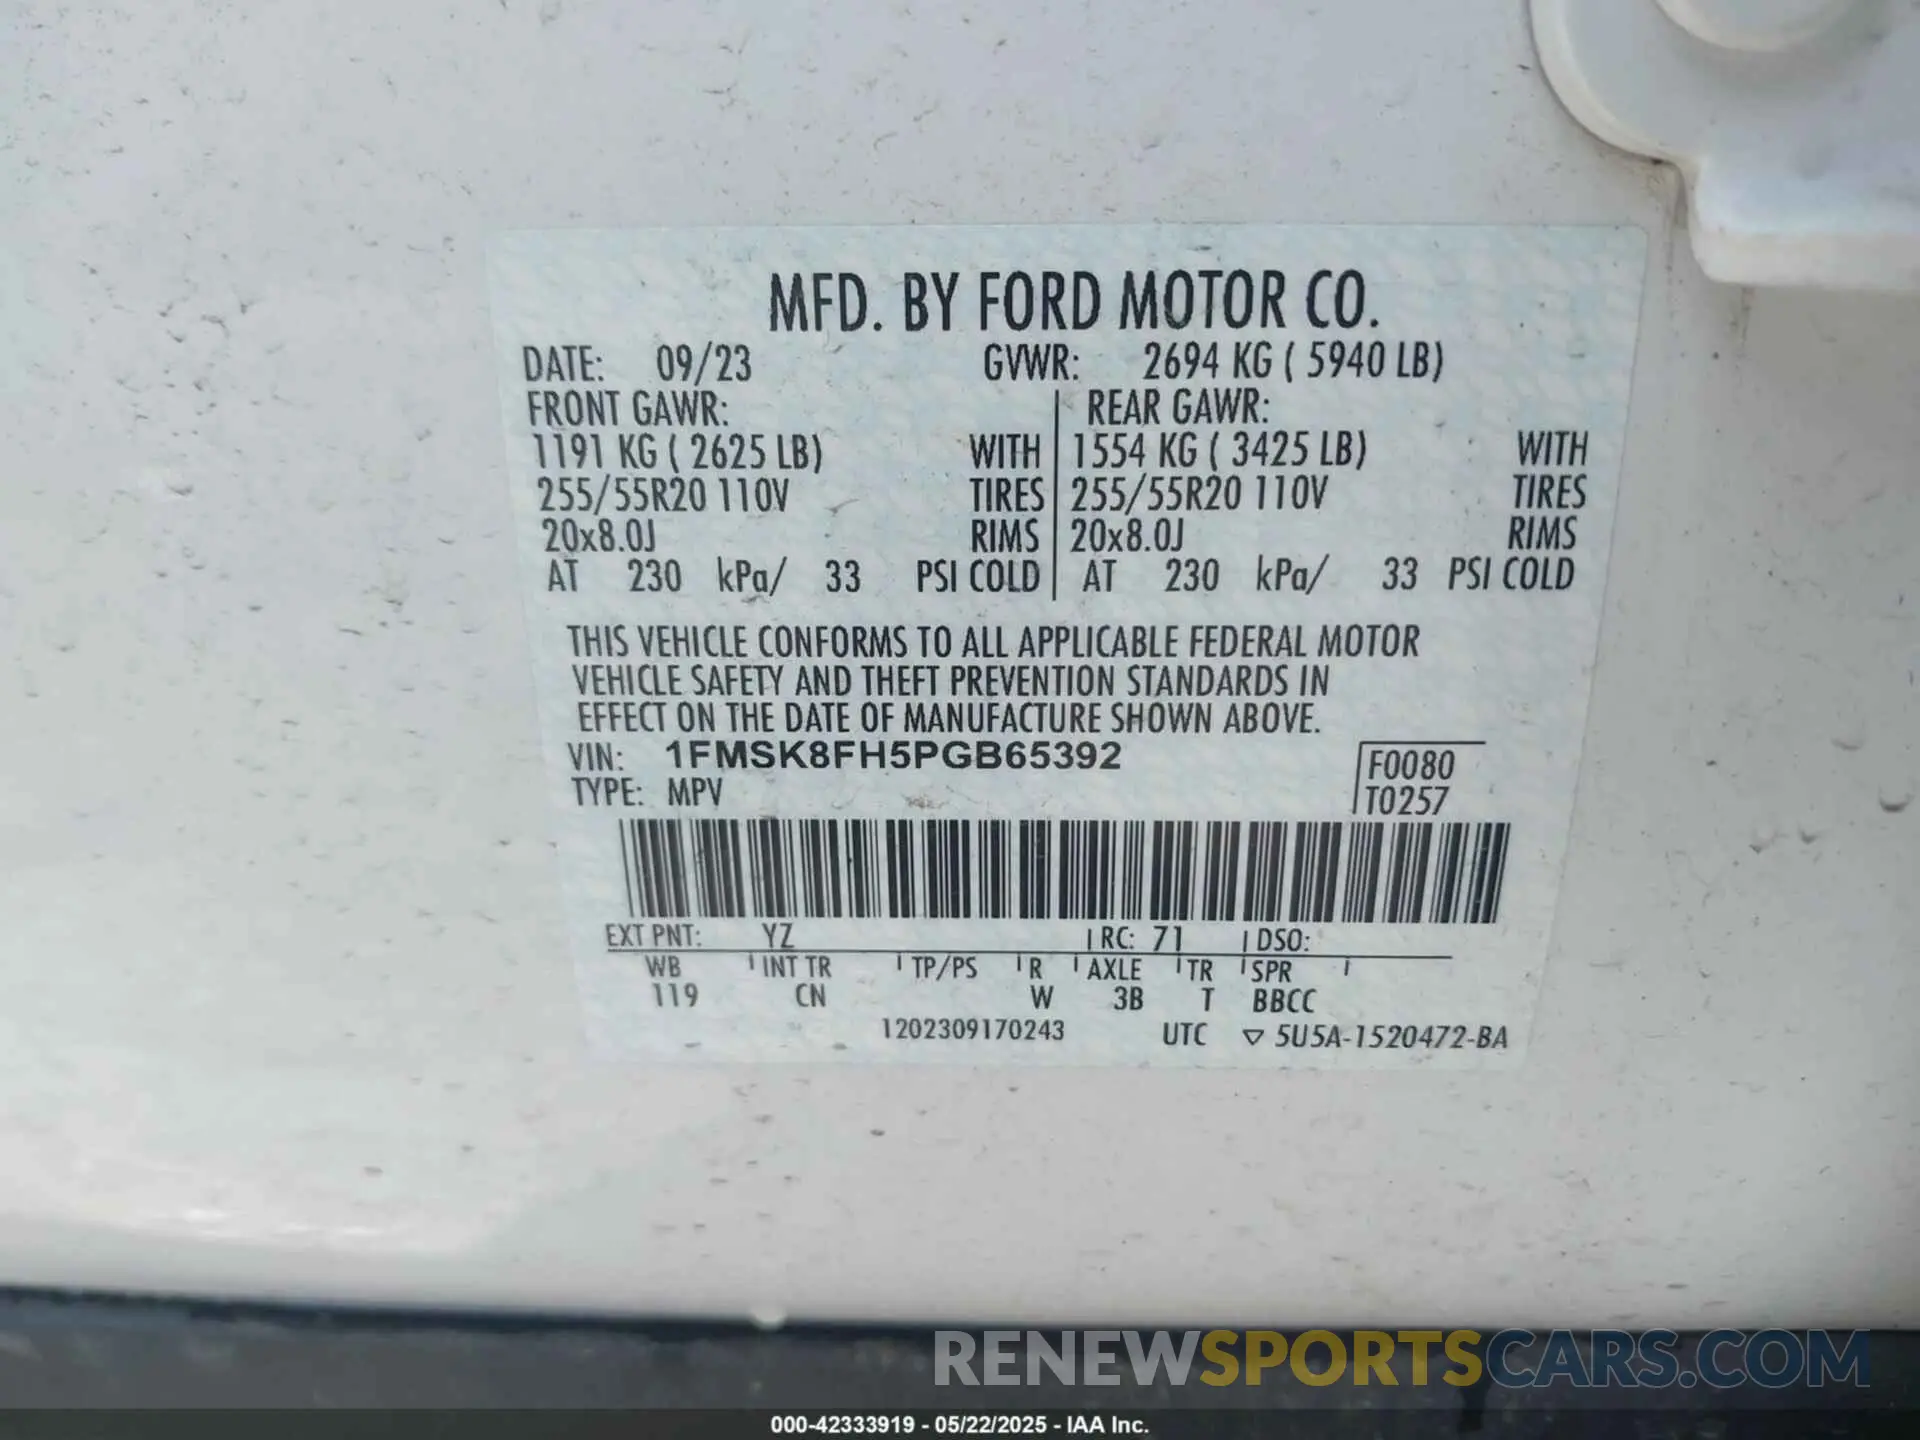 MFD. BY FORD MOTOR CO.
DATE: 09/23 GVWR: 2694 KG ( 5940 LB)
FRONT GAWR: REAR GAWR:
1191 KG ( 2625 LB) WITH 1554 KG ( 3425 LB) WITH
255/55R20 110V TIRES 255/55R20 110V TIRES
20x8.0J RIMS 20x8.0J RIMS
AT 230 kPa/ 33 PSI COLD AT 230 kPa/ 33 PSI COLD
THIS VEHICLE CONFORMS TO ALL APPLICABLE FEDERAL MOTOR
VEHICLE SAFETY AND THEFT PREVENTION STANDARDS IN
EFFECT ON THE DATE OF MANUFACTURE SHOWN ABOVE.
VIN: 1FMSK8FH5PGB65392 F0080
TYPE: MPV T0257
EXT PNT: YZ RC: 71 DSO:
WB INT TR TP/PS R AXLE TR SPR
119 CN W 3B T BBCC
1202309170243 UTC ▽ 5U5A-1520472-BA
RENEWSPORTSCARS.COM
000-42333919 - 05/22/2025 - IAA Inc.